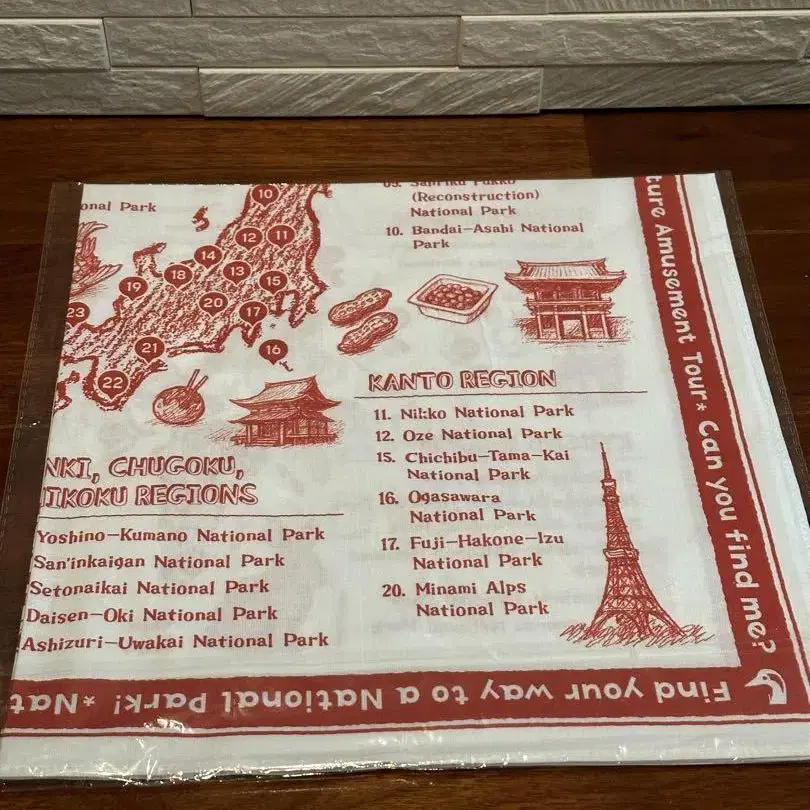 onal Park
10
12
11
14
13
18
15
19
20
17
23
21
16
22
09. Sanriku Fukko
(Reconstruction)
National Park
10. Bandai-Asahi National
Park
KANTO REGION
11. Nikko National Park
12. Oze National Park
15. Chichibu-Tama-Kai
National Park
16. Ogasawara
National Park
17. Fuji-Hakone-Izu
National Park
20. Minami Alps
National Park
NKI, CHUGOKU,
IKOKU REGIONS
Yoshino-Kumano National Park
San'inkaigan National Park
Setonaikai National Park
Daisen-Oki National Park
Ashizuri-Uwakai National Park
ture Amusement Tour* Can you find me?
Find your way to a National Park! * Nat